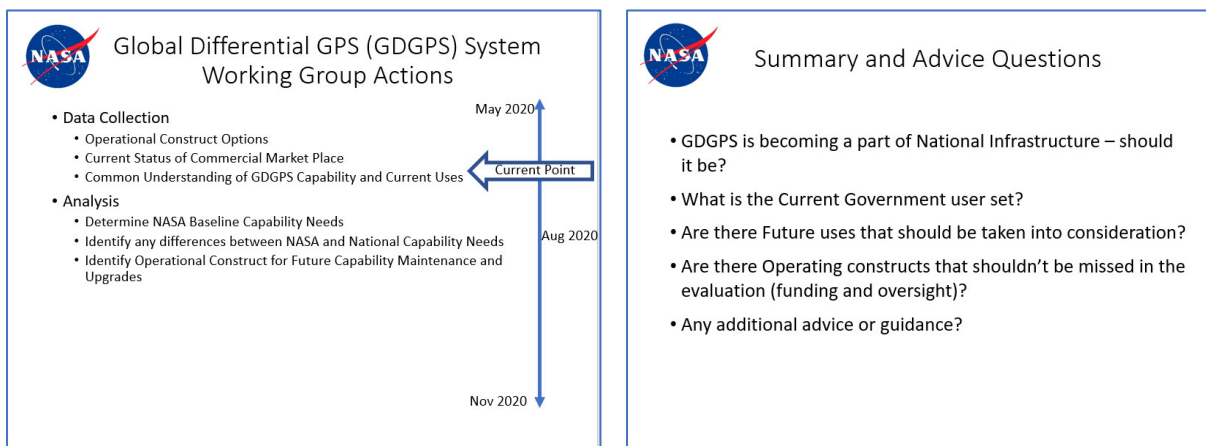 NASA
Global Differential GPS (GDGPS) System
Working Group Actions
• Data Collection
• Operational Construct Options
• Current Status of Commercial Market Place
• Common Understanding of GDGPS Capability and Current Uses
• Analysis
• Determine NASA Baseline Capability Needs
• Identify any differences between NASA and National Capability Needs
• Identify Operational Construct for Future Capability Maintenance and
Upgrades
May 2020
Current Point
Aug 2020
Nov 2020
NASA
Summary and Advice Questions
• GDGPS is becoming a part of National Infrastructure – should
it be?
• What is the Current Government user set?
• Are there Future uses that should be taken into consideration?
• Are there Operating constructs that shouldn't be missed in the
evaluation (funding and oversight)?
• Any additional advice or guidance?